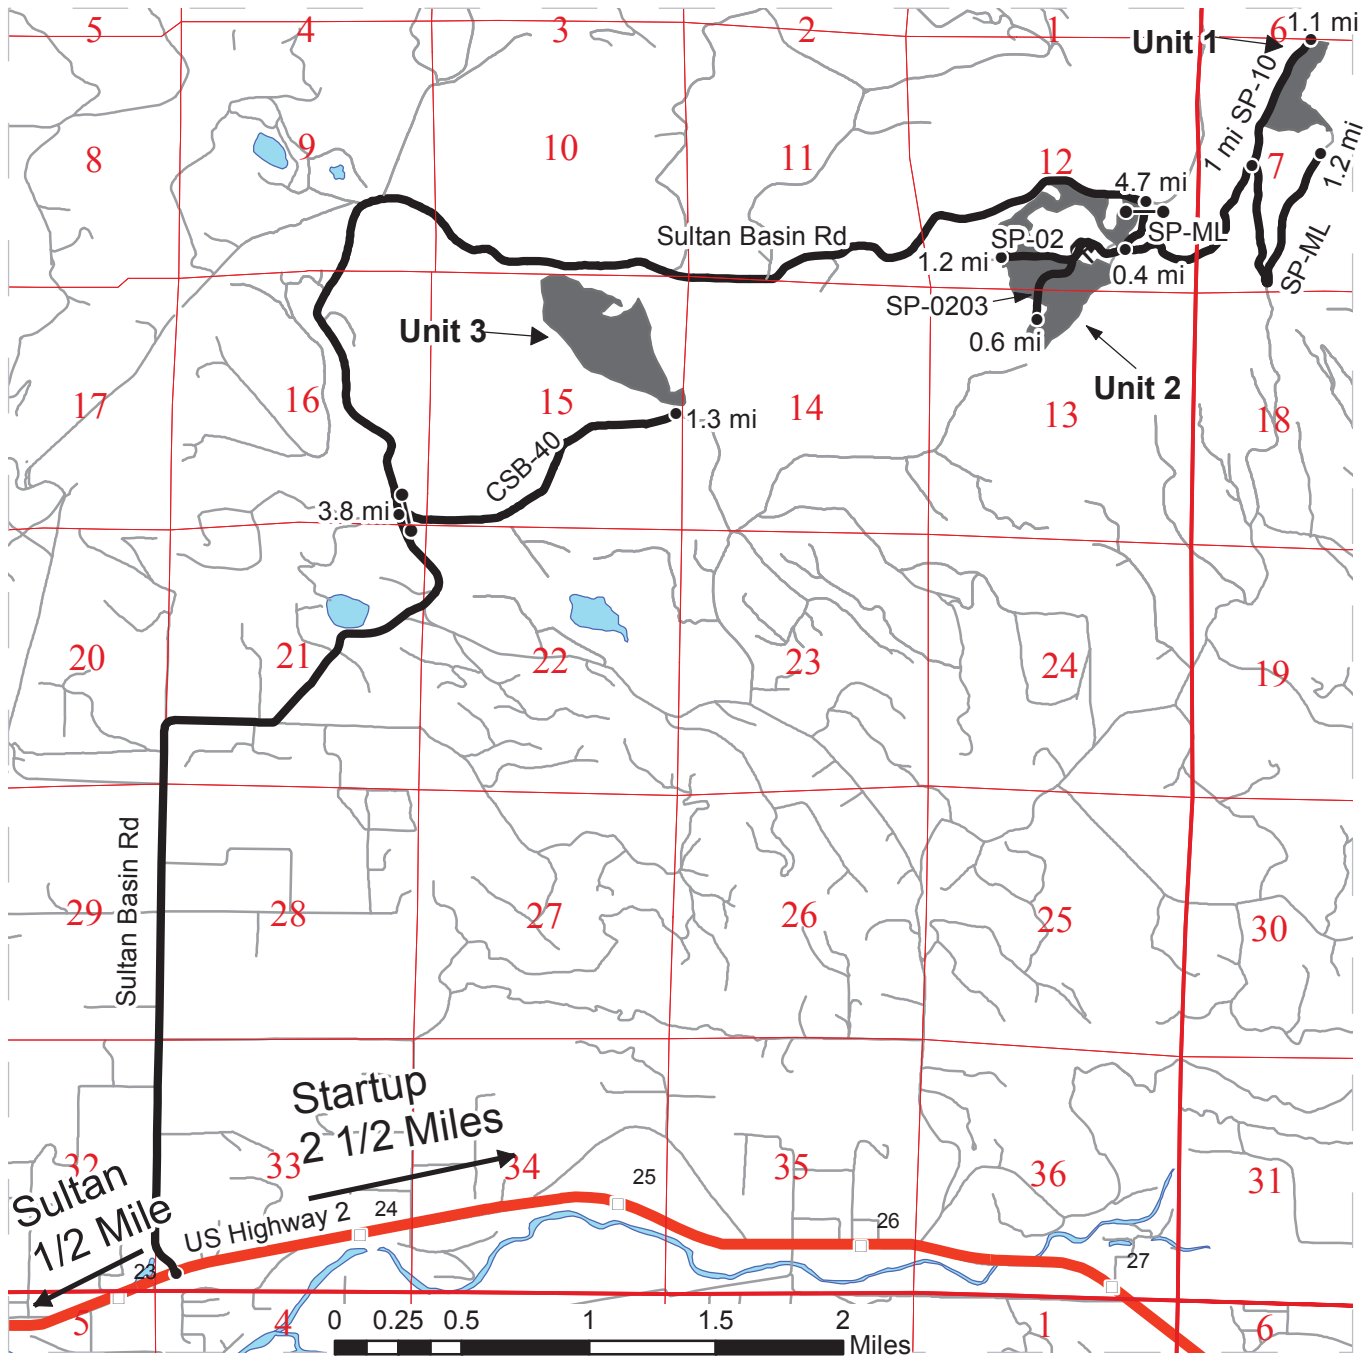 5
4
3
2
1
6
1.1 mi
Unit 1
SP-10
1 mi
8
9
10
11
12
7
1.2 mi
4.7 mi
Sultan Basin Rd
SP-02
SP-ML
1.2 mi
0.4 mi
SP-ML
SP-0203
Unit 3
0.6 mi
Unit 2
17
16
15
14
13
18
1.3 mi
CSB-40
3.8 mi
20
21
22
23
24
19
Sultan Basin Rd
29
28
27
26
25
30
Startup
2 1/2 Miles
32
33
34
35
36
31
Sultan
1/2 Mile
US Highway 2
23
24
25
26
27
5
4
1
6
0 0.25 0.5 1 1.5 2
Miles